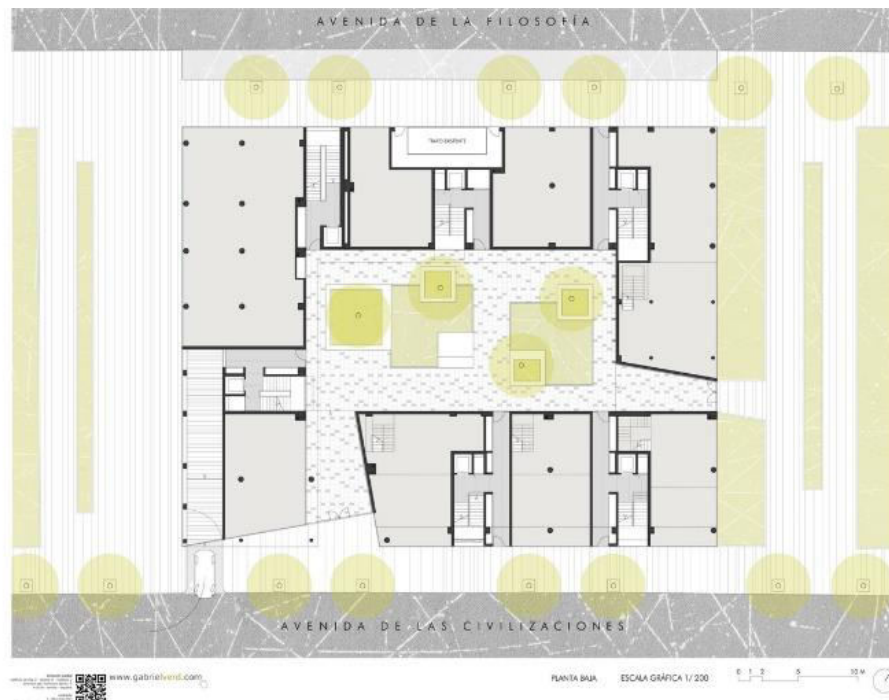 AVENIDA DE LA FILOSOFÍA
AVENIDA DE LAS CIVILIZACIONES
www.gabrielverd.com
PLANTA BAJA ESCALA GRÁFICA 1/ 200
0 1 2 5 10 M